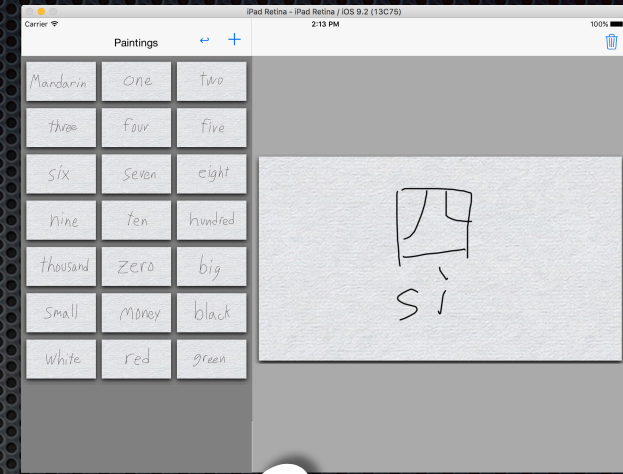 iPad Retina - iPad Retina / iOS 9.2 (13C75)
Carrier 2:13 PM 100%
Paintings
Mandarin one two
three four five
six seven eight
nine ten hundred
thousand zero big
small money black
white red green
四
sì